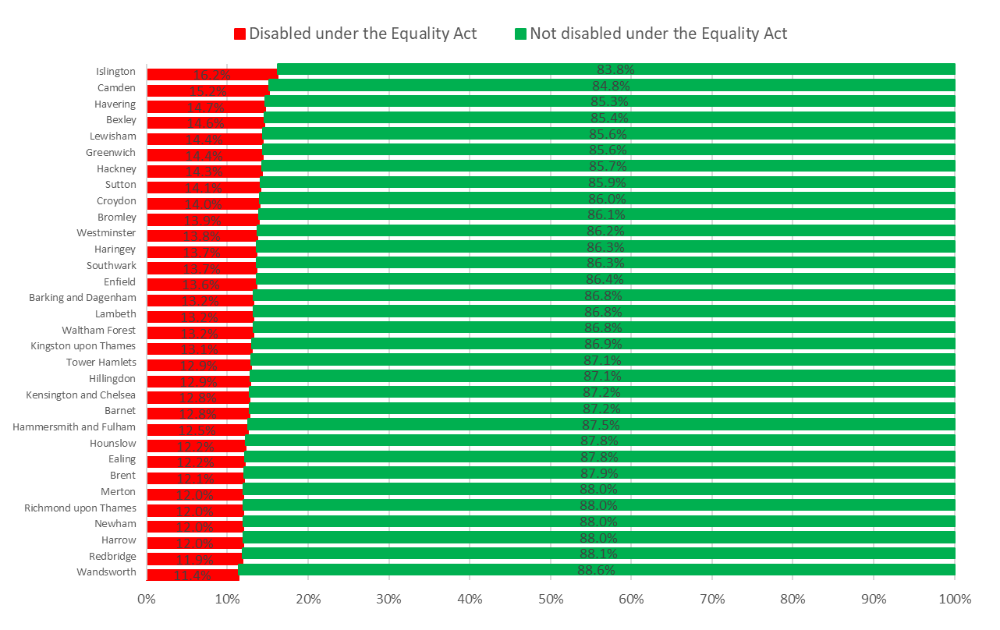 Disabled under the Equality Act Not disabled under the Equality Act
Islington 16.2% 83.8%
Camden 15.2% 84.8%
Havering 14.7% 85.3%
Bexley 14.6% 85.4%
Lewisham 14.4% 85.6%
Greenwich 14.4% 85.6%
Hackney 14.3% 85.7%
Sutton 14.1% 85.9%
Croydon 14.0% 86.0%
Bromley 13.9% 86.1%
Westminster 13.8% 86.2%
Haringey 13.7% 86.3%
Southwark 13.7% 86.3%
Enfield 13.6% 86.4%
Barking and Dagenham 13.2% 86.8%
Lambeth 13.2% 86.8%
Waltham Forest 13.2% 86.8%
Kingston upon Thames 13.1% 86.9%
Tower Hamlets 12.9% 87.1%
Hillingdon 12.9% 87.1%
Kensington and Chelsea 12.8% 87.2%
Barnet 12.8% 87.2%
Hammersmith and Fulham 12.5% 87.5%
Hounslow 12.2% 87.8%
Ealing 12.2% 87.8%
Brent 12.1% 87.9%
Merton 12.0% 88.0%
Richmond upon Thames 12.0% 88.0%
Newham 12.0% 88.0%
Harrow 12.0% 88.0%
Redbridge 11.9% 88.1%
Wandsworth 11.4% 88.6%
0% 10% 20% 30% 40% 50% 60% 70% 80% 90% 100%